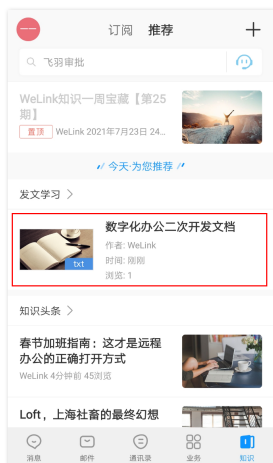 一一
订阅 推荐
飞羽审批
WeLink知识一周宝藏【第25
期】
置顶 WeLink 2021年7月23日 24...
今天·为您推荐
发文学习 >
数字化办公二次开发文档
作者: WeLink
时间: 刚刚
浏览: 1
txt
知识头条 >
春节加班指南：这才是远程
办公的正确打开方式
WeLink 4分钟前 45浏览
Loft，上海社畜的最终幻想
消息 邮件 通讯录 业务 知识